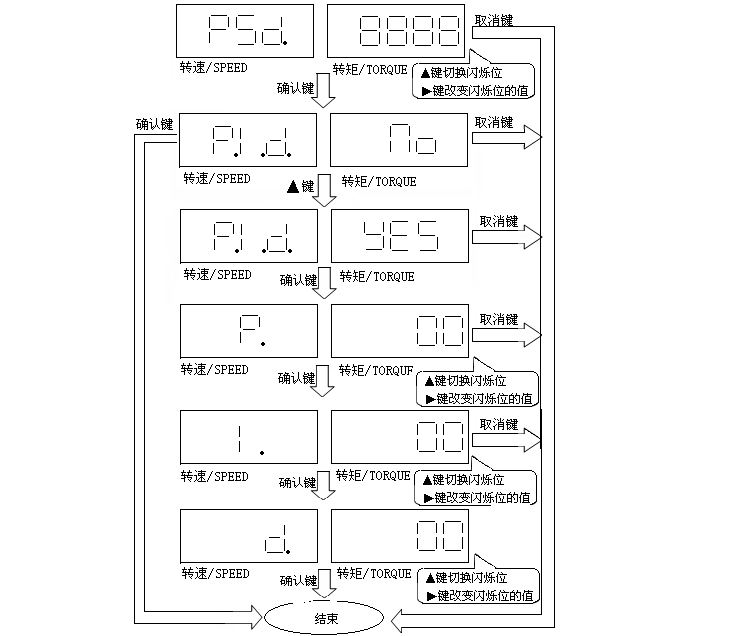 PSd. 8888 取消键
转速/SPEED 转矩/TORQUE
▲键切换闪烁位
▶键改变闪烁位的值
确认键
确认键 P.I.d. No 取消键
转速/SPEED 转矩/TORQUE
▲键
P.I.d. YES 取消键
转速/SPEED 转矩/TORQUE
确认键
P. 00 取消键
转速/SPEED 转矩/TORQUF
▲键切换闪烁位
▶键改变闪烁位的值
确认键
I. 00 取消键
转速/SPEED 转矩/TORQUE
▲键切换闪烁位
▶键改变闪烁位的值
确认键
d. 00
转速/SPEED 转矩/TORQUE
▲键切换闪烁位
▶键改变闪烁位的值
确认键
结束